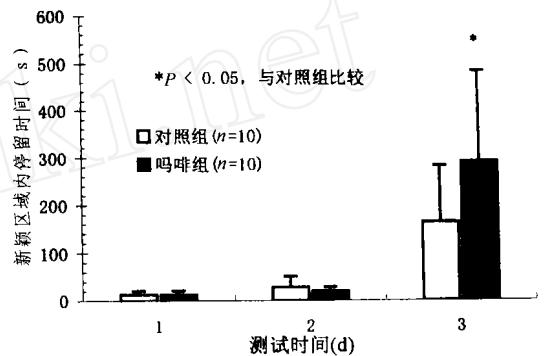 600
500
400
300
200
100
0
新颖区域内停留时间(s)
*P < 0.05, 与对照组比较
对照组(n=10)
吗啡组(n=10)
*
1 2 3
测试时间(d)
ki.net